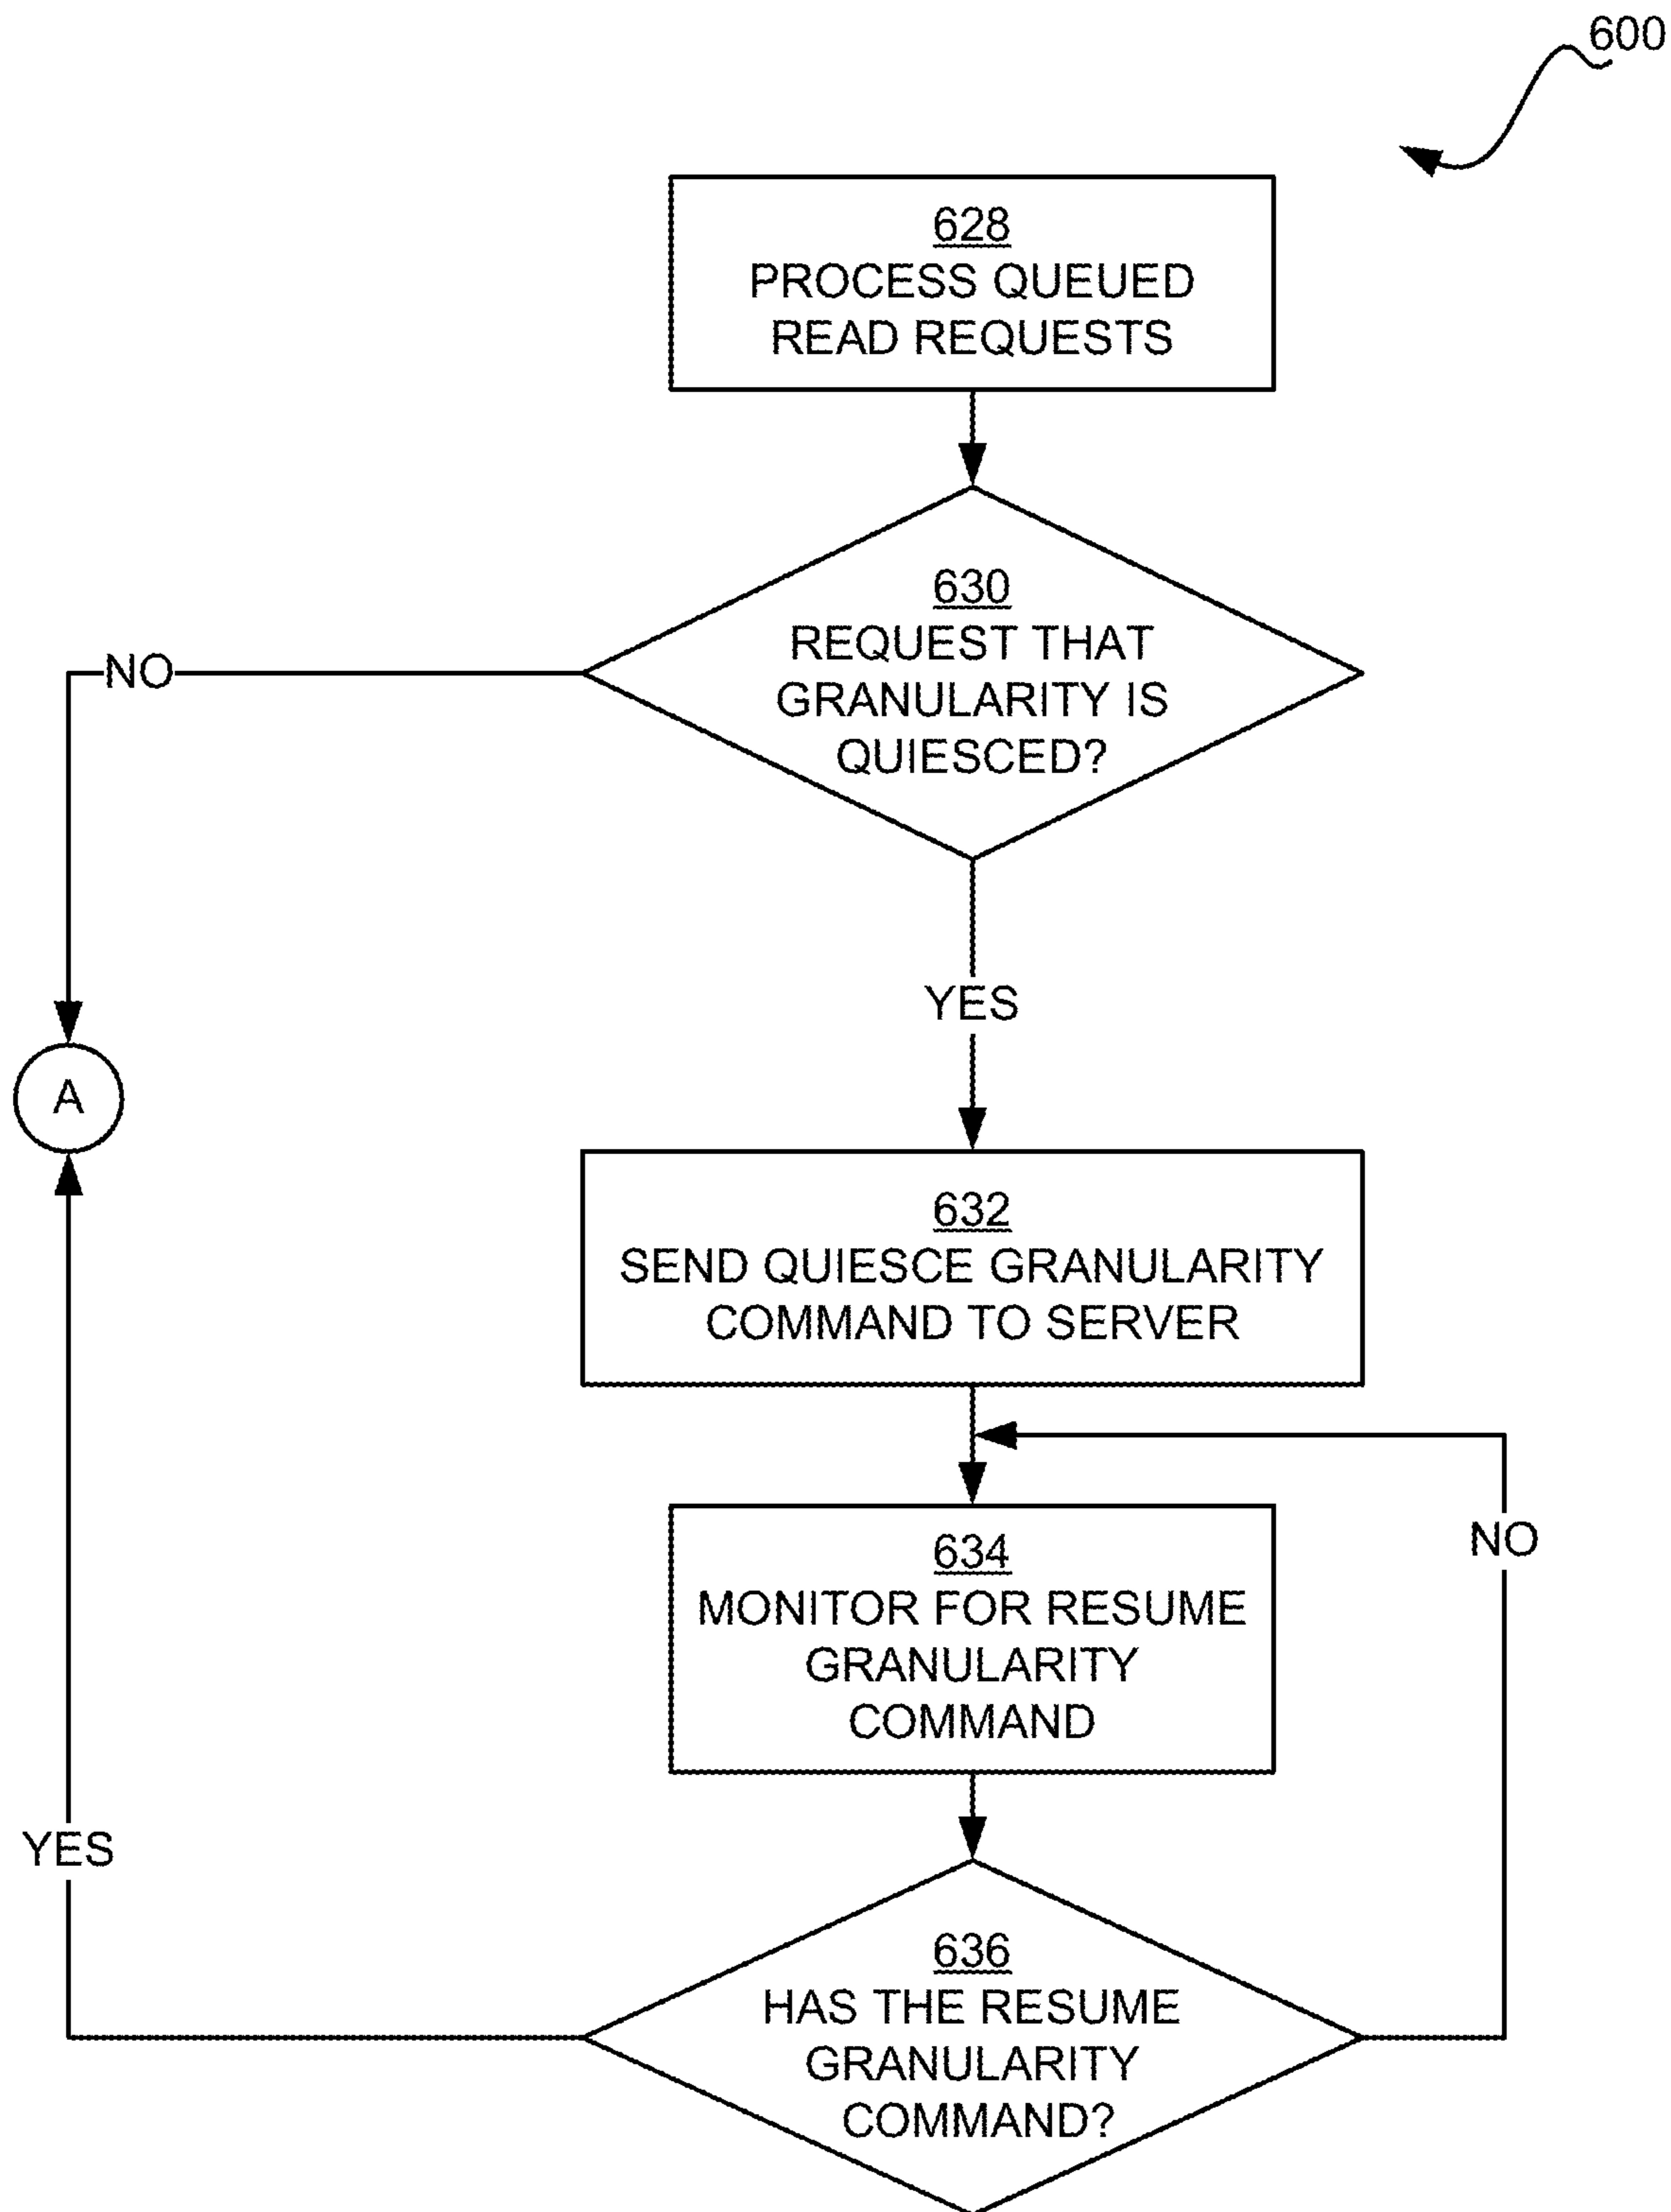 600
628
PROCESS QUEUED
READ REQUESTS
630
REQUEST THAT
GRANULARITY IS
QUIESCED?
NO
YES
A
632
SEND QUIESCE GRANULARITY
COMMAND TO SERVER
634
MONITOR FOR RESUME
GRANULARITY
COMMAND
NO
YES
636
HAS THE RESUME
GRANULARITY
COMMAND?